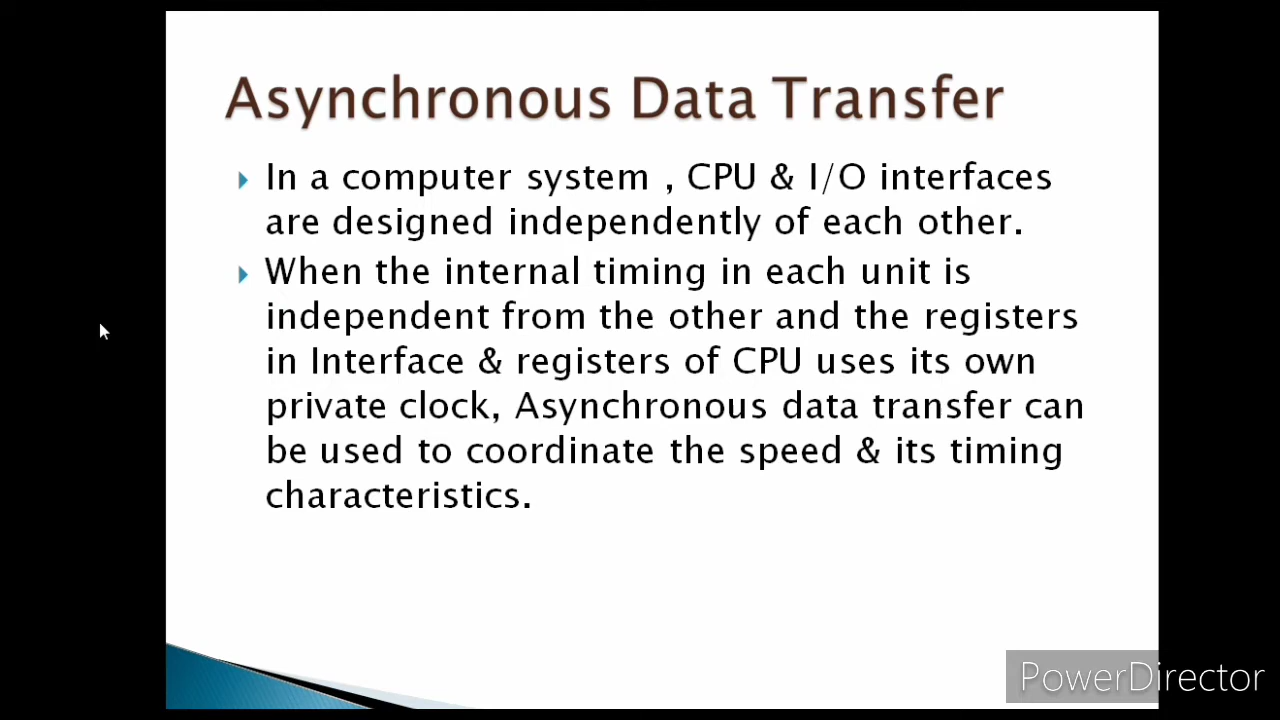 Asynchronous Data Transfer
In a computer system , CPU & I/O interfaces
are designed independently of each other.
When the internal timing in each unit is
independent from the other and the registers
in Interface & registers of CPU uses its own
private clock, Asynchronous data transfer can
be used to coordinate the speed & its timing
characteristics.
PowerDirector